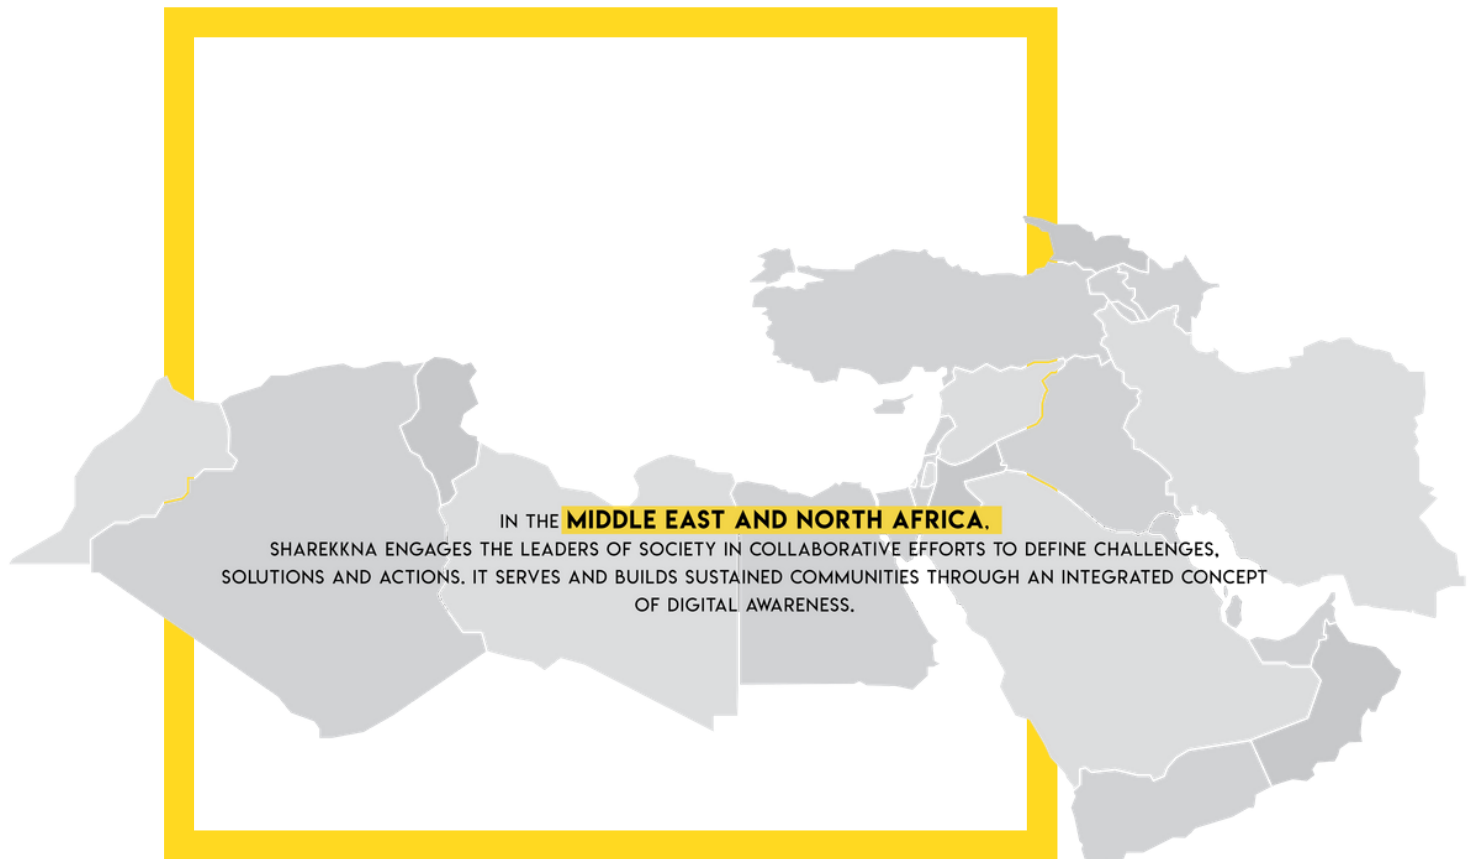 IN THE MIDDLE EAST AND NORTH AFRICA,
SHAREKKNA ENGAGES THE LEADERS OF SOCIETY IN COLLABORATIVE EFFORTS TO DEFINE CHALLENGES,
SOLUTIONS AND ACTIONS. IT SERVES AND BUILDS SUSTAINED COMMUNITIES THROUGH AN INTEGRATED CONCEPT
OF DIGITAL AWARENESS.